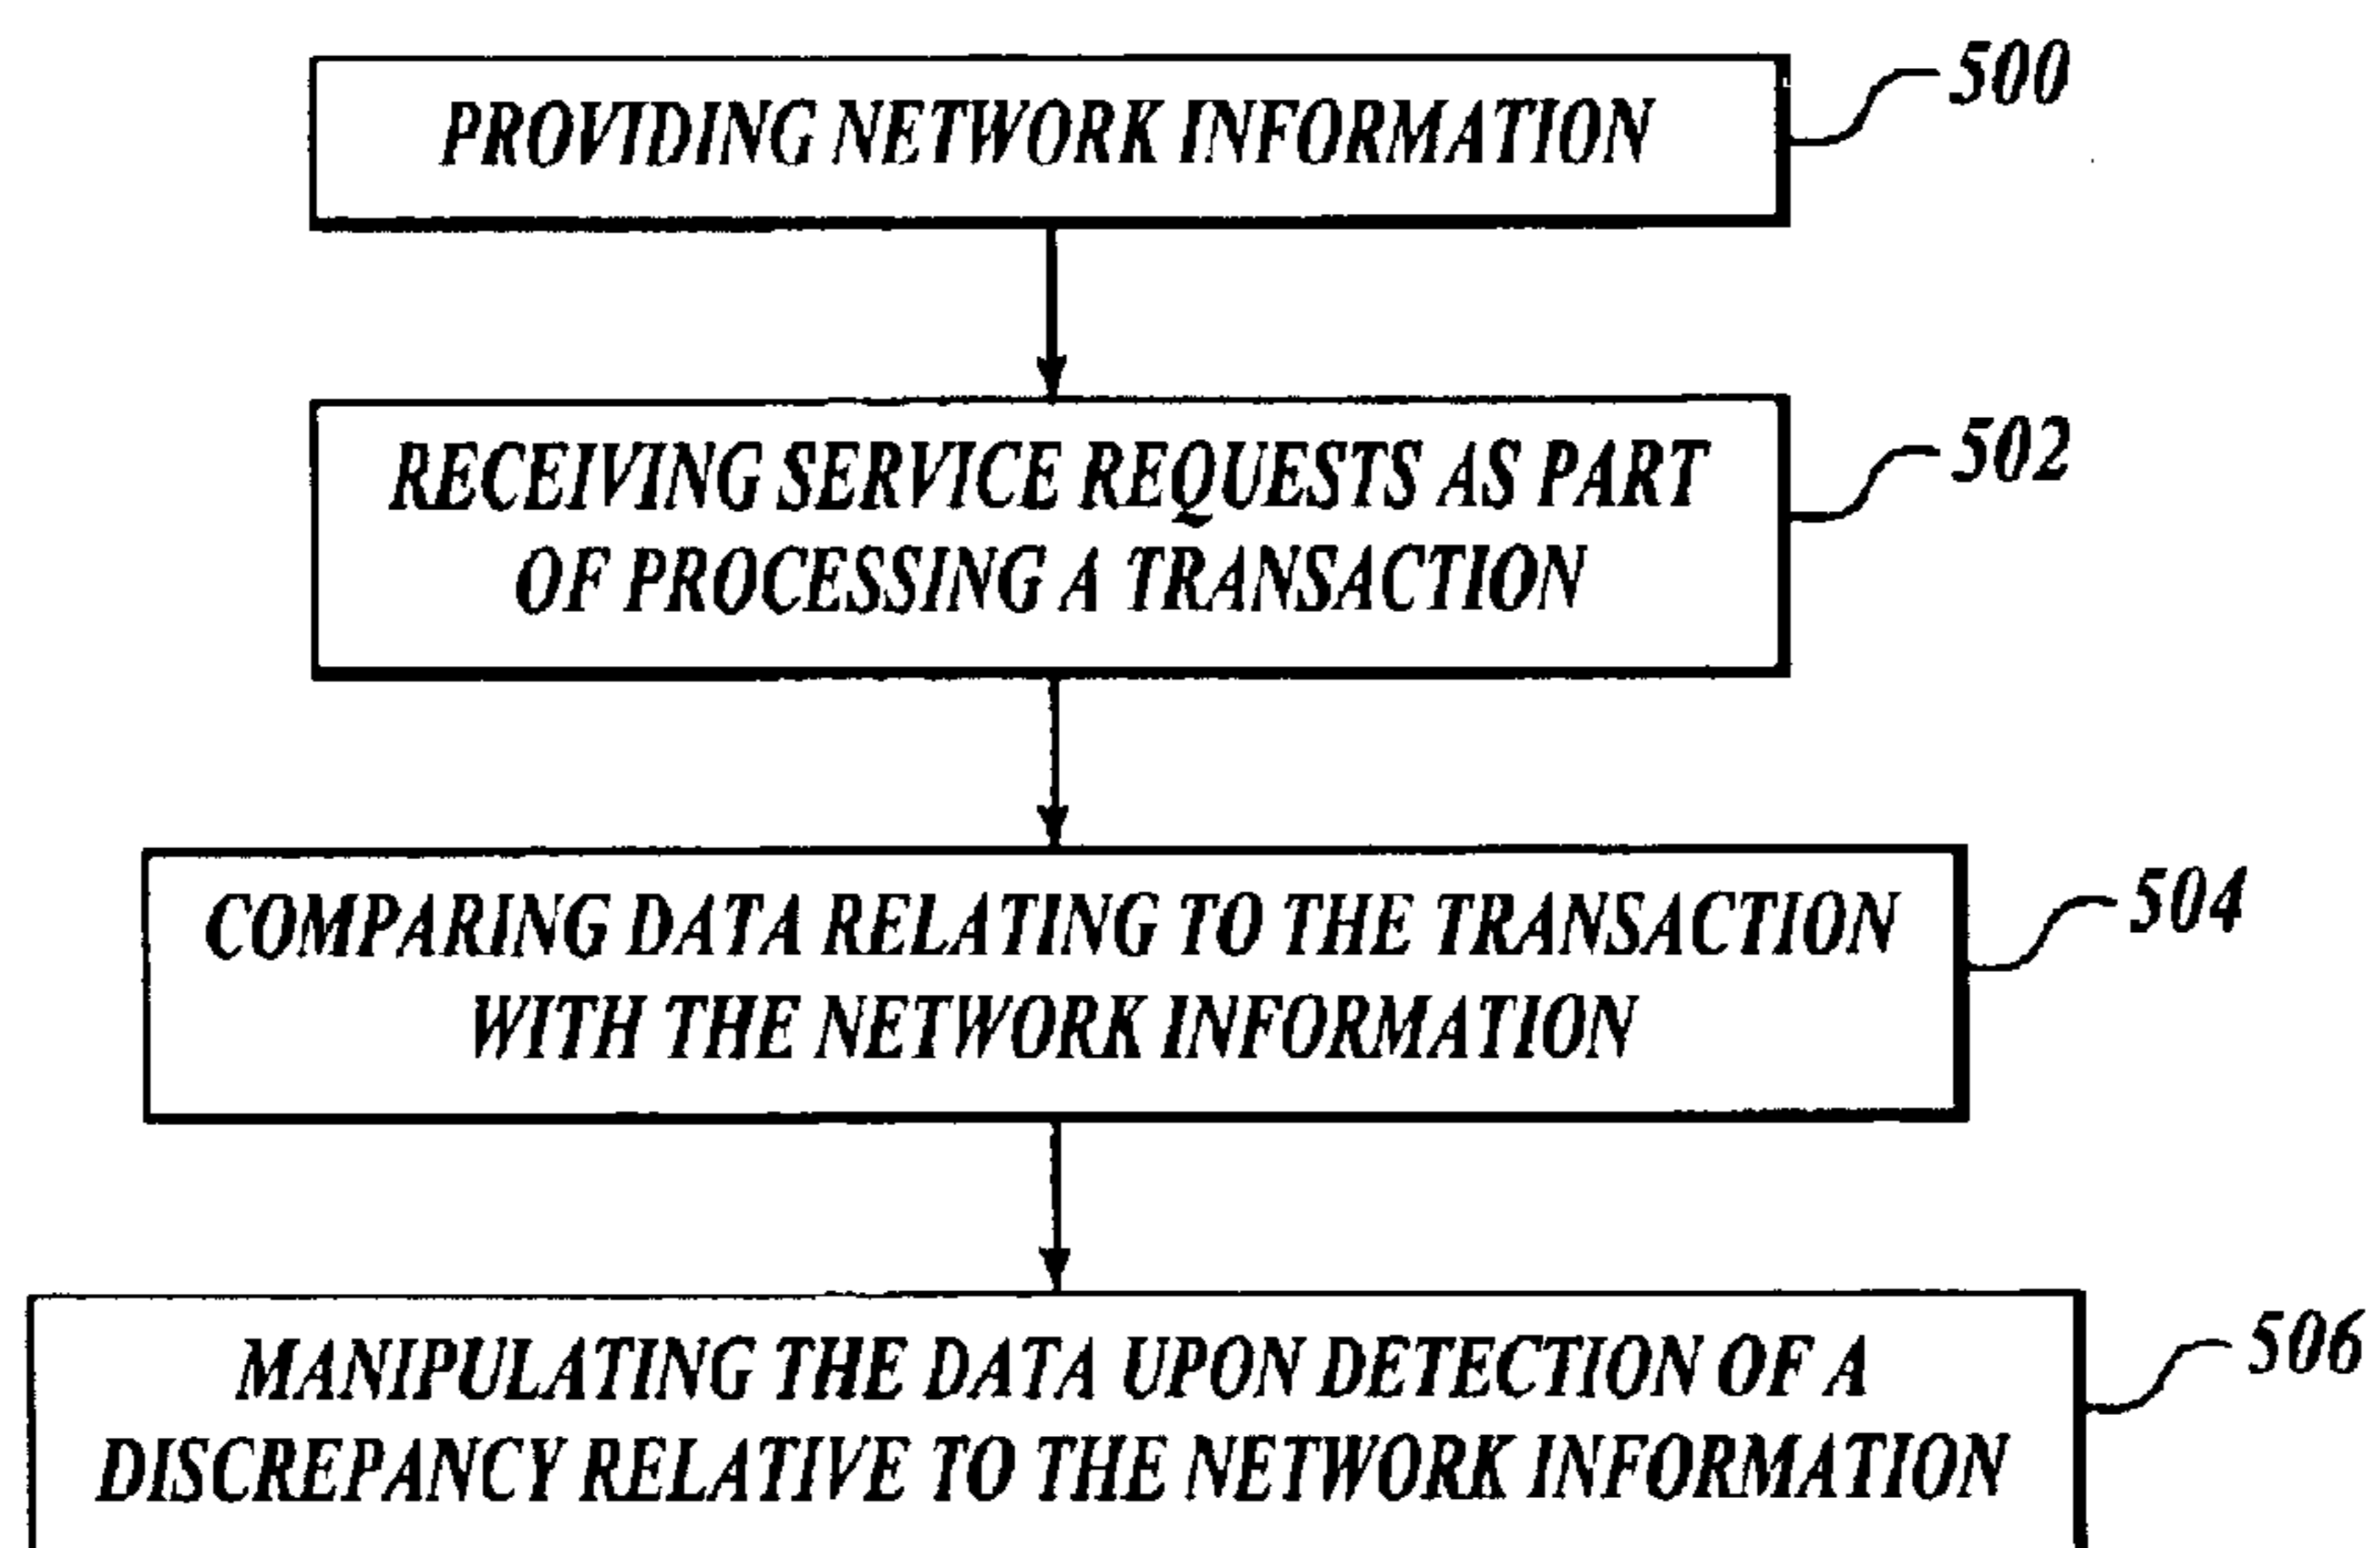 PROVIDING NETWORK INFORMATION
500
RECEIVING SERVICE REQUESTS AS PART
OF PROCESSING A TRANSACTION
502
COMPARING DATA RELATING TO THE TRANSACTION
WITH THE NETWORK INFORMATION
504
MANIPULATING THE DATA UPON DETECTION OF A
DISCREPANCY RELATIVE TO THE NETWORK INFORMATION
506